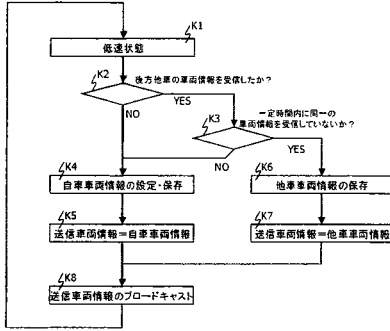 K1
低速状態
K2
後方他車の車両情報を受信したか?
YES
NO
一定時間内に同一の
車両情報を受信していないか?
K3
YES
NO
K4
自車車両情報の設定・保存
K6
他車車両情報の保存
K5
送信車両情報=自車車両情報
K7
送信車両情報=他車車両情報
K8
送信車両情報のブロードキャスト